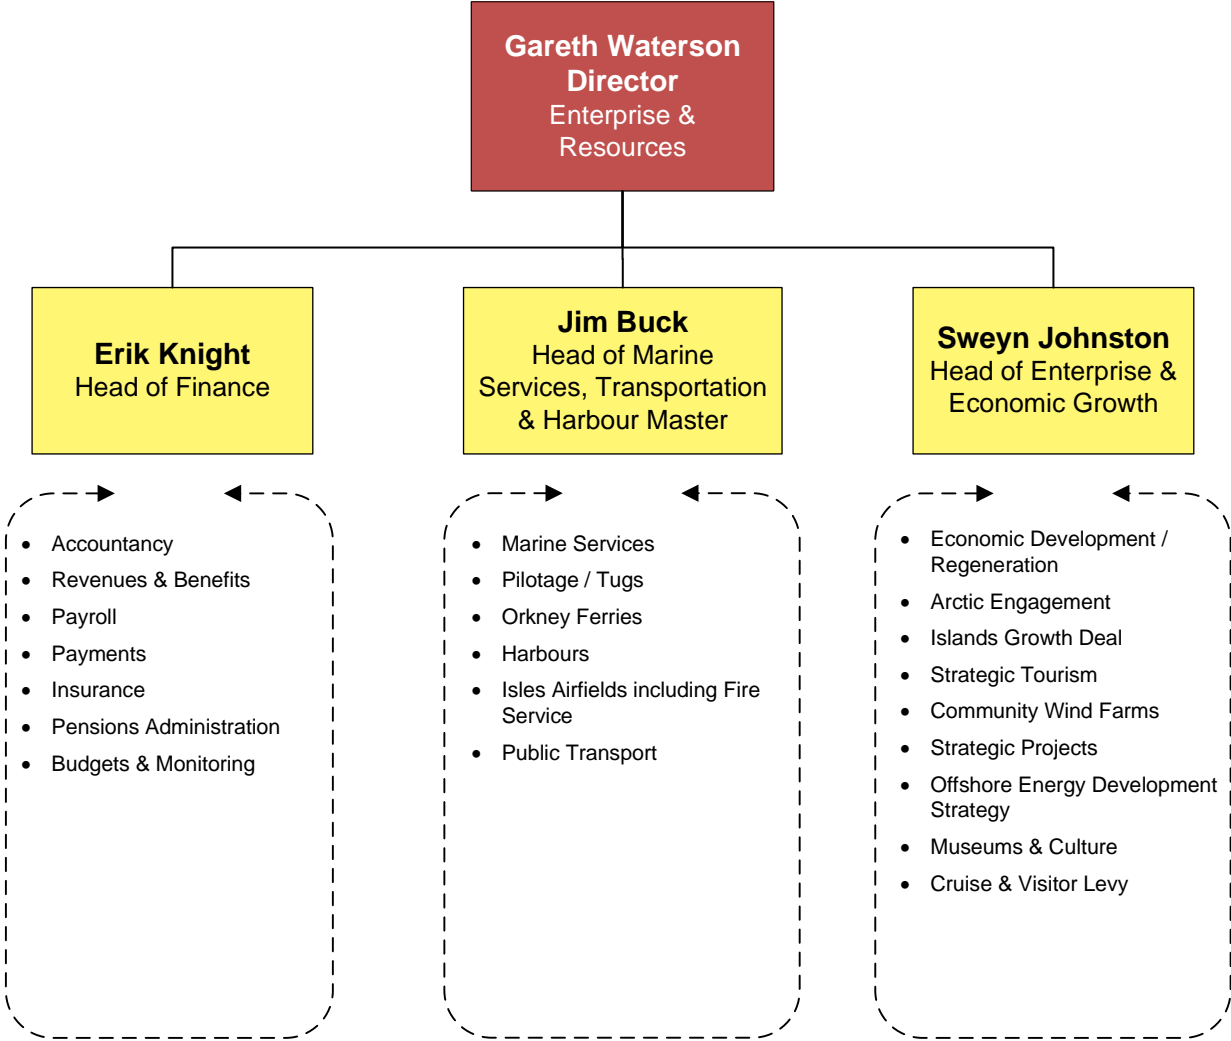 Gareth Waterson
Director
Enterprise &
Resources
Erik Knight
Head of Finance
Jim Buck
Head of Marine
Services, Transportation
& Harbour Master
Sweyn Johnston
Head of Enterprise &
Economic Growth
• Accountancy
• Revenues & Benefits
• Payroll
• Payments
• Insurance
• Pensions Administration
• Budgets & Monitoring
• Marine Services
• Pilotage / Tugs
• Orkney Ferries
• Harbours
• Isles Airfields including Fire
Service
• Public Transport
• Economic Development /
Regeneration
• Arctic Engagement
• Islands Growth Deal
• Strategic Tourism
• Community Wind Farms
• Strategic Projects
• Offshore Energy Development
Strategy
• Museums & Culture
• Cruise & Visitor Levy